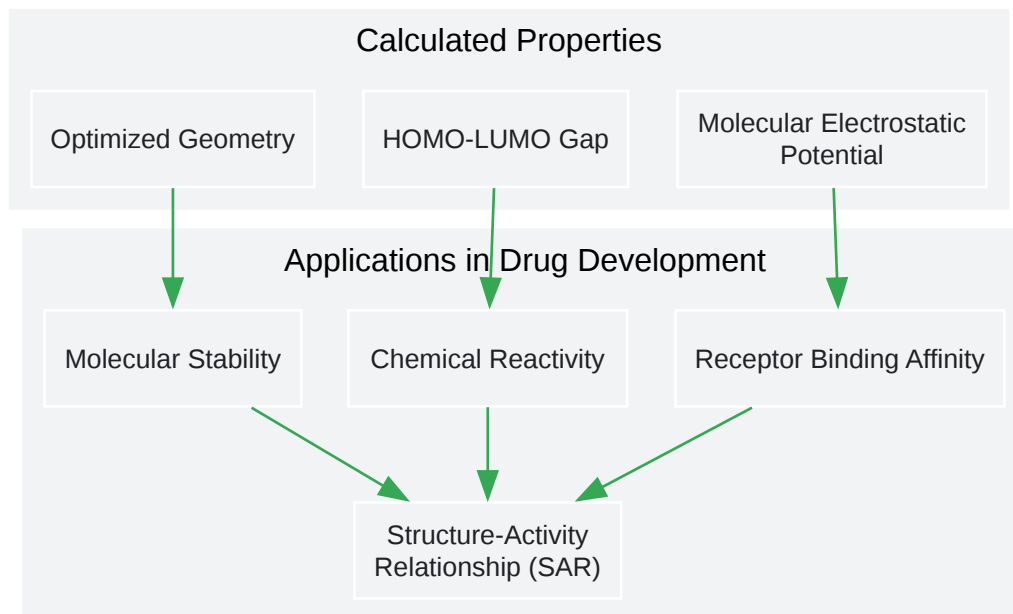 Calculated Properties
Optimized Geometry
HOMO-LUMO Gap
Molecular Electrostatic
Potential
Applications in Drug Development
Molecular Stability
Chemical Reactivity
Receptor Binding Affinity
Structure-Activity
Relationship (SAR)